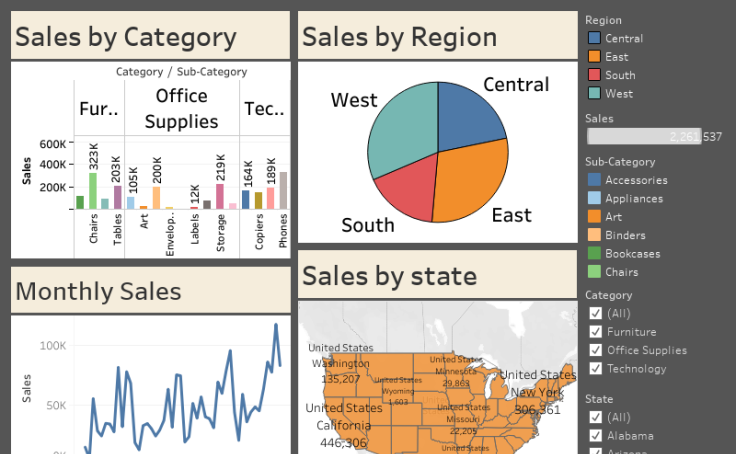 Sales by Category
Category / Sub-Category
Fur..
Office
Supplies
Tec..
Sales
600K
400K
200K
323K
203K
105K
200K
12K
219K
164K
189K
Chairs
Tables
Art
Envelop..
Labels
Storage
Copiers
Phones
Monthly Sales
Sales
100K
50K
0K
Sales by Region
West
Central
South
East
Sales by state
United States
Washington
135,207
United States
Minnesota
29,863
United States
Wyoming
1,603
United States
New York
306,361
United States
California
446,306
United States
Missouri
22,205
United States
Region
Central
East
South
West
Sales
2,261,537
Sub-Category
Accessories
Appliances
Art
Binders
Bookcases
Chairs
Category
(All)
Furniture
Office Supplies
Technology
State
(All)
Alabama
Arizona